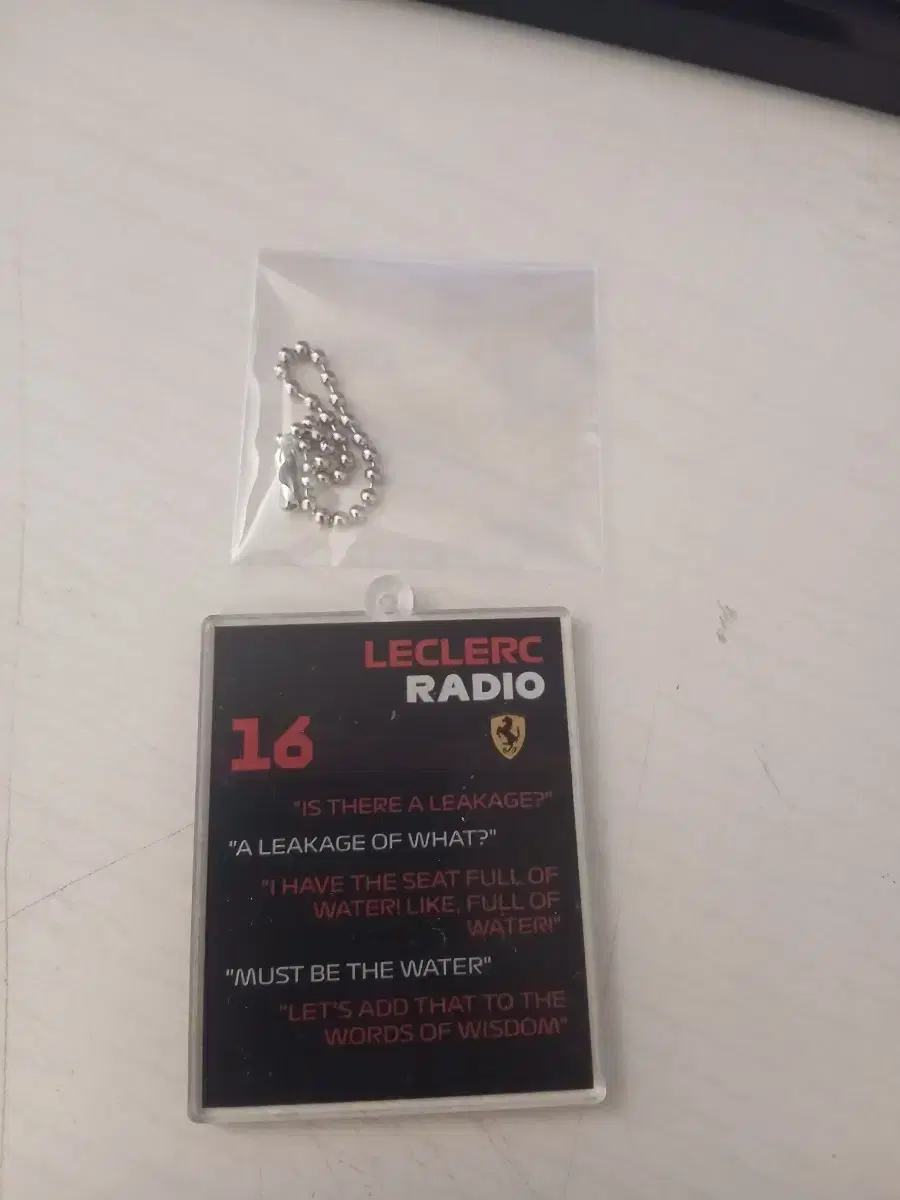 LECLERC
RADIO
16
"IS THERE A LEAKAGE?"
"A LEAKAGE OF WHAT?"
"I HAVE THE SEAT FULL OF
WATER! LIKE, FULL OF
WATER!"
"MUST BE THE WATER"
"LET'S ADD THAT TO THE
WORDS OF WISDOM"